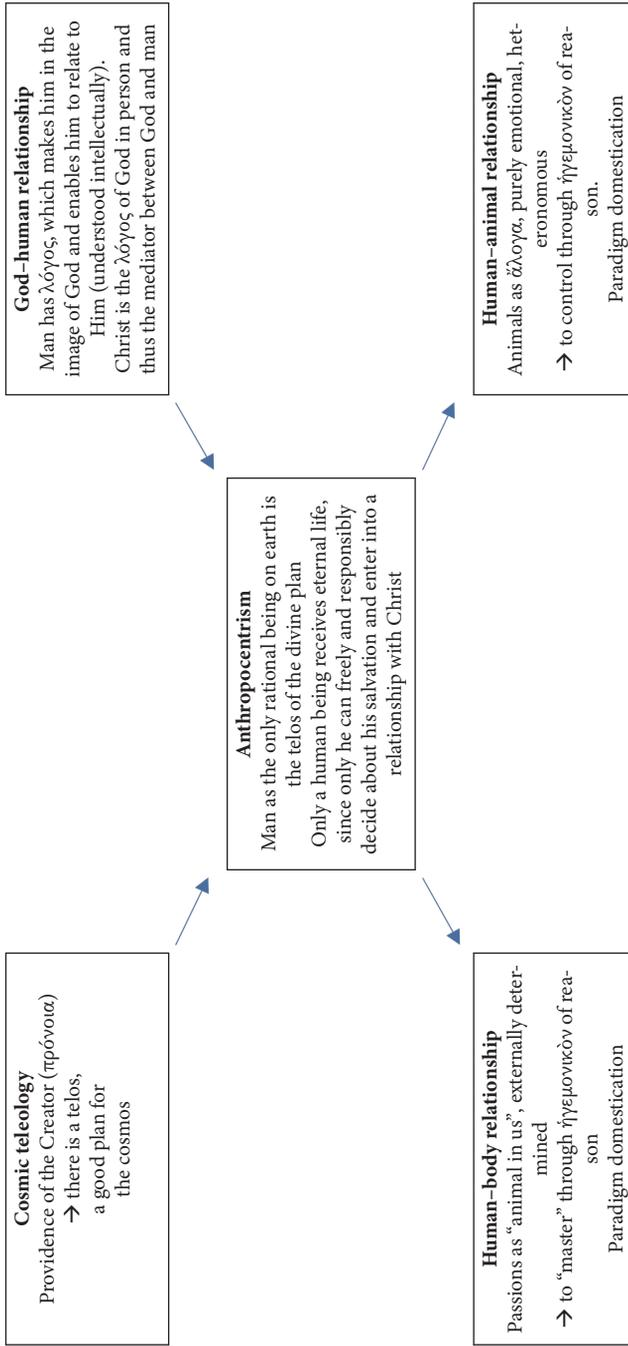 Cosmic teleology
Providence of the Creator (πρόνοια)
→ there is a telos,
a good plan for
the cosmos
God–human relationship
Man has λόγος, which makes him in the
image of God and enables him to relate to
Him (understood intellectually).
Christ is the λόγος of God in person and
thus the mediator between God and man
Anthropocentrism
Man as the only rational being on earth is
the telos of the divine plan
Only a human being receives eternal life,
since only he can freely and responsibly
decide about his salvation and enter into a
relationship with Christ
Human–body relationship
Passions as “animal in us”, externally deter-
mined
→ to “master” through ἡγεμονικὸν of rea-
son
Paradigm domestication
Human–animal relationship
Animals as ἄλογα, purely emotional, het-
eronomous
→ to control through ἡγεμονικὸν of rea-
son.
Paradigm domestication